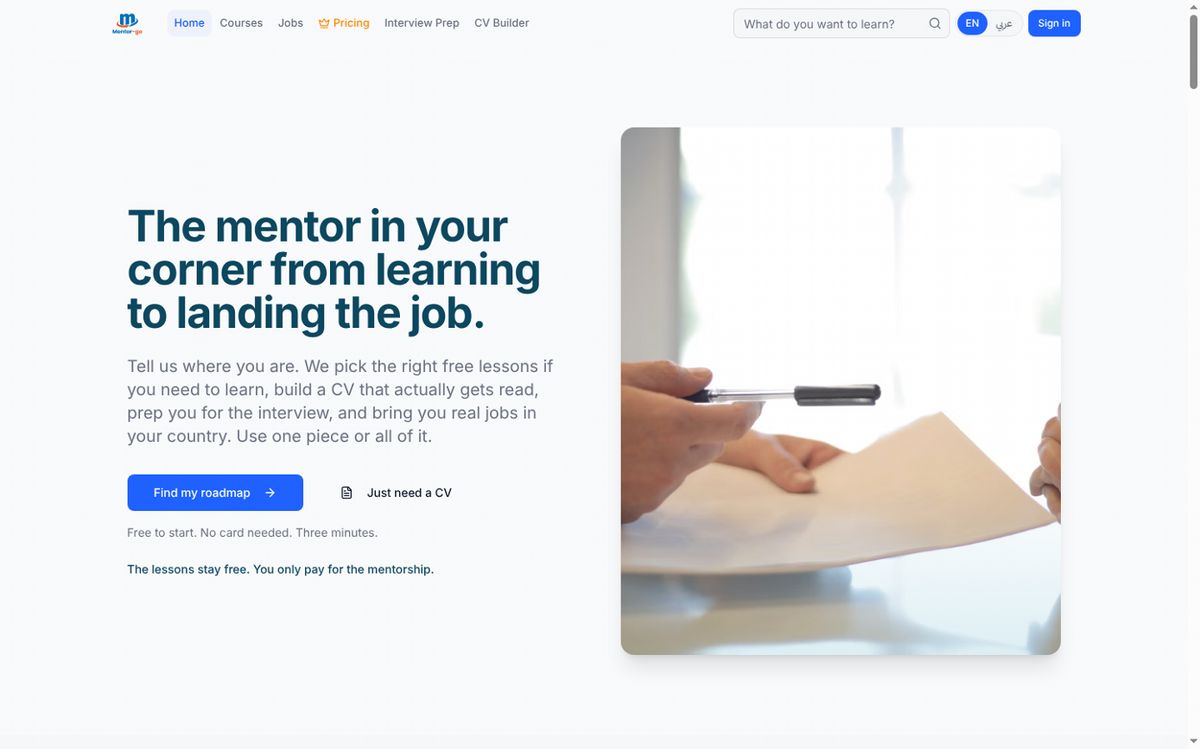 Mentor-go
Home
Courses
Jobs
Pricing
Interview Prep
CV Builder
What do you want to learn?
EN
عربي
Sign in
The mentor in your
corner from learning
to landing the job.
Tell us where you are. We pick the right free lessons if
you need to learn, build a CV that actually gets read,
prep you for the interview, and bring you real jobs in
your country. Use one piece or all of it.
Find my roadmap
Just need a CV
Free to start. No card needed. Three minutes.
The lessons stay free. You only pay for the mentorship.